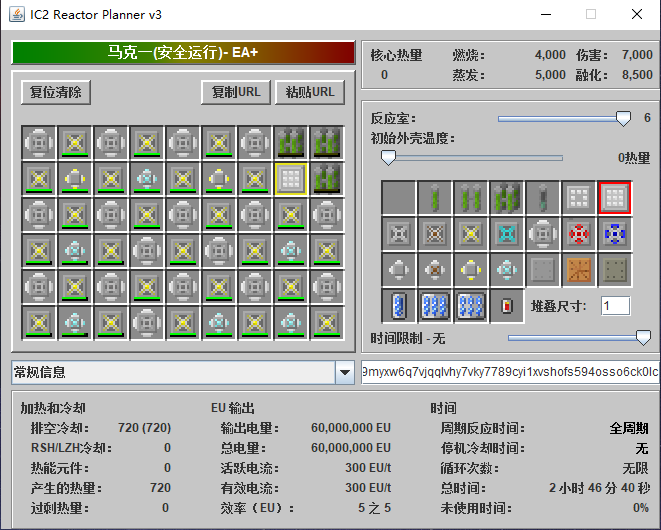 IC2 Reactor Planner v3
马克一(安全运行)- EA+
复位清除
复制URL
粘贴URL
核心热量 燃烧: 4,000 伤害: 7,000
0 蒸发: 5,000 融化: 8,500
反应室: 6
初始外壳温度:
0热量
堆叠尺寸: 1
时间限制 - 无
常规信息
9myxw6q7vjqqlvhy7vky7789cyi1xvshofs594osso6ck0lc
加热和冷却 EU 输出 时间
排空冷却: 720 (720) 输出电量: 60,000,000 EU 周期反应时间: 全周期
RSH/LZH冷却: 0 总电量: 60,000,000 EU 停机冷却时间: 无
热能元件: 0 活跃电流: 300 EU/t 循环次数: 无限
产生的热量: 720 有效电流: 300 EU/t 总时间: 2 小时 46 分 40 秒
过剩热量: 0 效率（EU）: 5 之 5 未使用时间: 0%